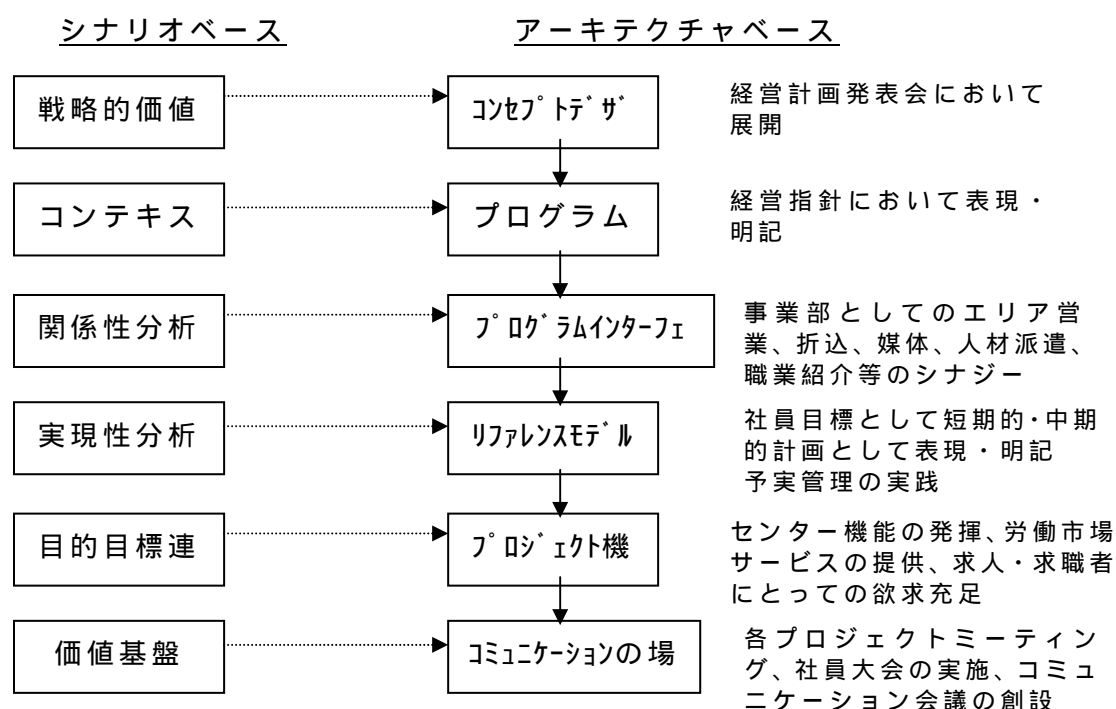 シナリオベース
アーキテクチャベース
戦略的価値
ｺﾝｾﾌﾟﾄﾃﾞｻﾞ
経営計画発表会において
展開
コンテキス
プログラム
経営指針において表現・
明記
関係性分析
ﾌﾟﾛｸﾞﾗﾑｲﾝﾀｰﾌｪ
事業部としてのエリア営
業、折込、媒体、人材派遣、
職業紹介等のシナジー
実現性分析
ﾘﾌｧﾚﾝｽﾓﾃﾞﾙ
社員目標として短期的・中期
的計画として表現・明記
予実管理の実践
目的目標連
ﾌﾟﾛｼﾞｪｸﾄ機
センター機能の発揮、労働市場
サービスの提供、求人・求職者
にとっての欲求充足
価値基盤
ｺﾐｭﾆｹｰｼｮﾝの場
各プロジェクトミーティン
グ、社員大会の実施、コミュ
ニケーション会議の創設